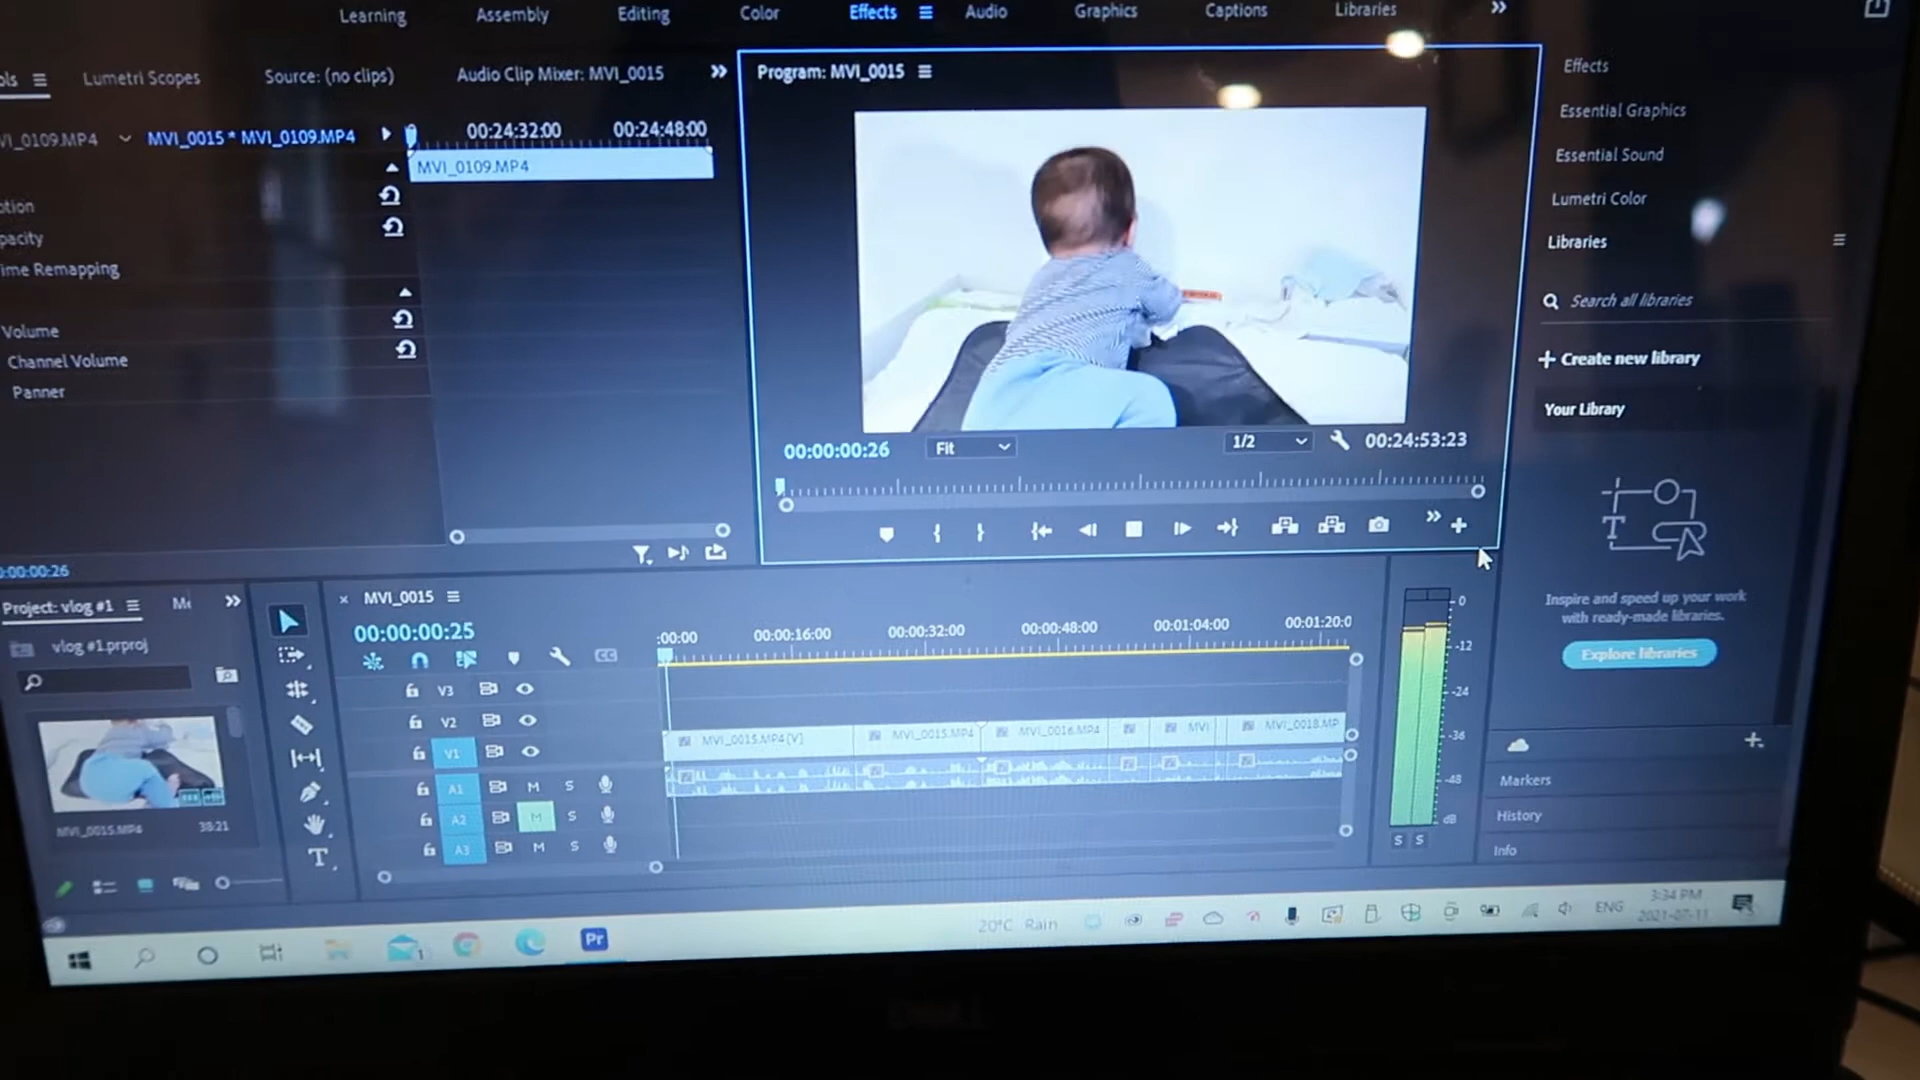 Learning Assembly Editing Color Effects Audio Graphics Captions Libraries
ols Lumetri Scopes Source: (no clips) Audio Clip Mixer: MVI_0015
VI_0109.MP4 MVI_0015 * MVI_0109.MP4
00:24:32:00 00:24:48:00
MVI_0109.MP4
otion
pacity
ime Remapping
Volume
Channel Volume
Panner
0:00:00:26
Program: MVI_0015
00:00:00:26 Fit 1/2 00:24:53:23
Effects
Essential Graphics
Essential Sound
Lumetri Color
Libraries
Search all libraries
Create new library
Your Library
Inspire and speed up your work
with ready-made libraries.
Explore libraries
Markers
History
Info
Project: vlog #1
vlog #1.prproj
MVI_0015.MP4 38:21
MVI_0015
00:00:00:25
:00:00 00:00:16:00 00:00:32:00 00:00:48:00 00:01:04:00 00:01:20:0
V3
V2
V1
A1 M S
A2 M S
A3 M S
MVI_0015.MP4 [V] MVI_0015.MP4 MVI_0016.MP4 MVI MVI_0018.MP
0
-12
-24
-36
-48
dB
S S
20°C Rain ENG 3:34 PM
2021-07-11
Pr
DELL